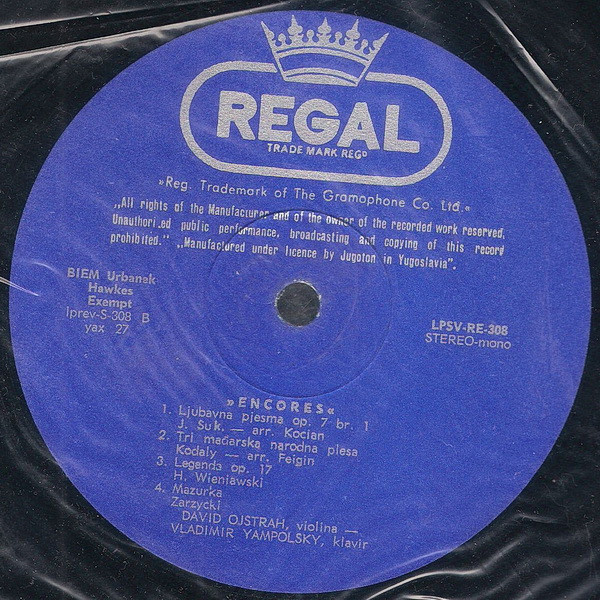 REGAL
TRADE MARK REGD
»Reg. Trademark of The Gramophone Co. Ltd.«
„All rights of the Manufacturer and of the owner of the recorded work reserved.
Unauthori.ed public performance, broadcasting and copying of this record
prohibited." „Manufactured under licence by Jugoton in Yugoslavia".
BIEM Urbanek
Hawkes
Exempt
lprev-S-308 B
yax 27
LPSV-RE-308
STEREO-mono
»ENCORES«
1. Ljubavna pjesma op. 7 br. 1
J. Suk. — arr. Kocian
2. Tri mađarska narodna plesa
Kodaly — arr. Feigin
3. Legenda op. 17
H. Wieniawski
4. Mazurka
Zarzycki
DAVID OJSTRAH, violina —
VLADIMIR YAMPOLSKY, klavir